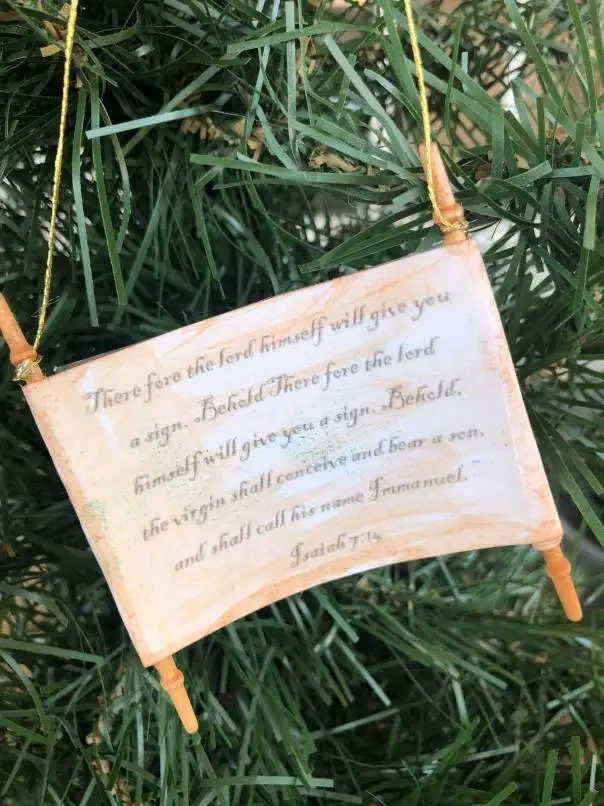 "There fore the lord himself will give you
a sign. Behold There fore the lord
himself will give you a sign. Behold,
the virgin shall conceive and bear a son,
and shall call his name Immanuel."
Isaiah 7:14